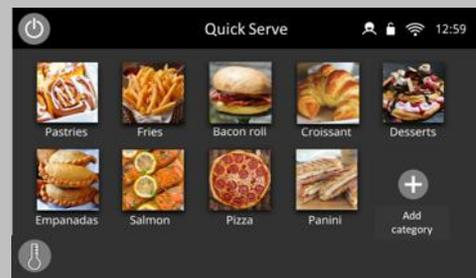 Quick Serve
12:59
Pastries
Fries
Bacon roll
Croissant
Desserts
Empanadas
Salmon
Pizza
Panini
Add
category